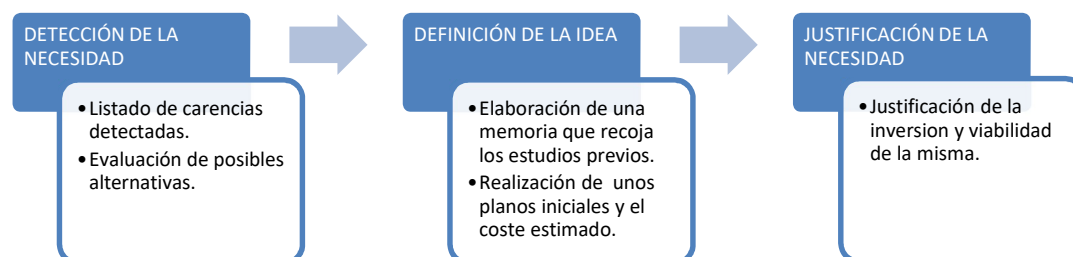 DETECCIÓN DE LA
NECESIDAD
•Listado de carencias
detectadas.
•Evaluación de posibles
alternativas.
DEFINICIÓN DE LA IDEA
•Elaboración de una
memoria que recoja
los estudios previos.
•Realización de unos
planos iniciales y el
coste estimado.
JUSTIFICACIÓN DE LA
NECESIDAD
•Justificación de la
inversion y viabilidad
de la misma.